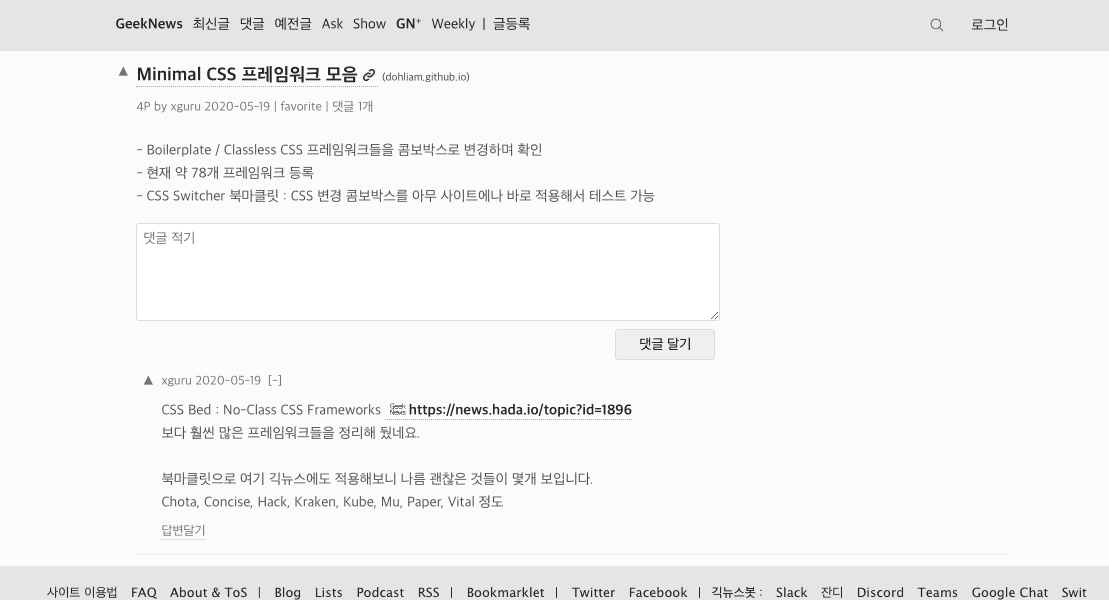 GeekNews 최신글 댓글 예전글 Ask Show GN⁺ Weekly | 글등록 로그인
▲ Minimal CSS 프레임워크 모음 (dohliam.github.io)
4P by xguru 2020-05-19 | favorite | 댓글 1개
- Boilerplate / Classless CSS 프레임워크들을 콤보박스로 변경하며 확인
- 현재 약 78개 프레임워크 등록
- CSS Switcher 북마클릿 : CSS 변경 콤보박스를 아무 사이트에나 바로 적용해서 테스트 가능
댓글 적기
댓글 달기
▲ xguru 2020-05-19 [-]
CSS Bed : No-Class CSS Frameworks https://news.hada.io/topic?id=1896
보다 훨씬 많은 프레임워크들을 정리해 뒀네요.
북마클릿으로 여기 긱뉴스에도 적용해보니 나름 괜찮은 것들이 몇개 보입니다.
Chota, Concise, Hack, Kraken, Kube, Mu, Paper, Vital 정도
답변달기
사이트 이용법 FAQ About & ToS | Blog Lists Podcast RSS | Bookmarklet | Twitter Facebook | 긱뉴스봇 : Slack 잔디 Discord Teams Google Chat Swit